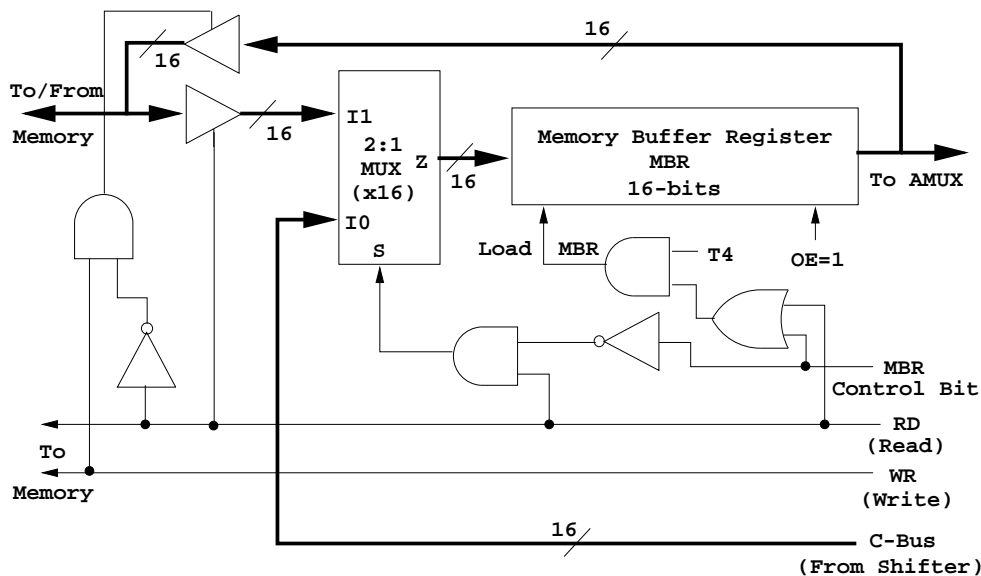 16
16
To/From
Memory
16
I1
2:1
MUX
(x16)
Z
I0
S
16
Memory Buffer Register
MBR
16-bits
To AMUX
Load MBR
T4
OE=1
MBR
Control Bit
RD
(Read)
To
Memory
WR
(Write)
16
C-Bus
(From Shifter)